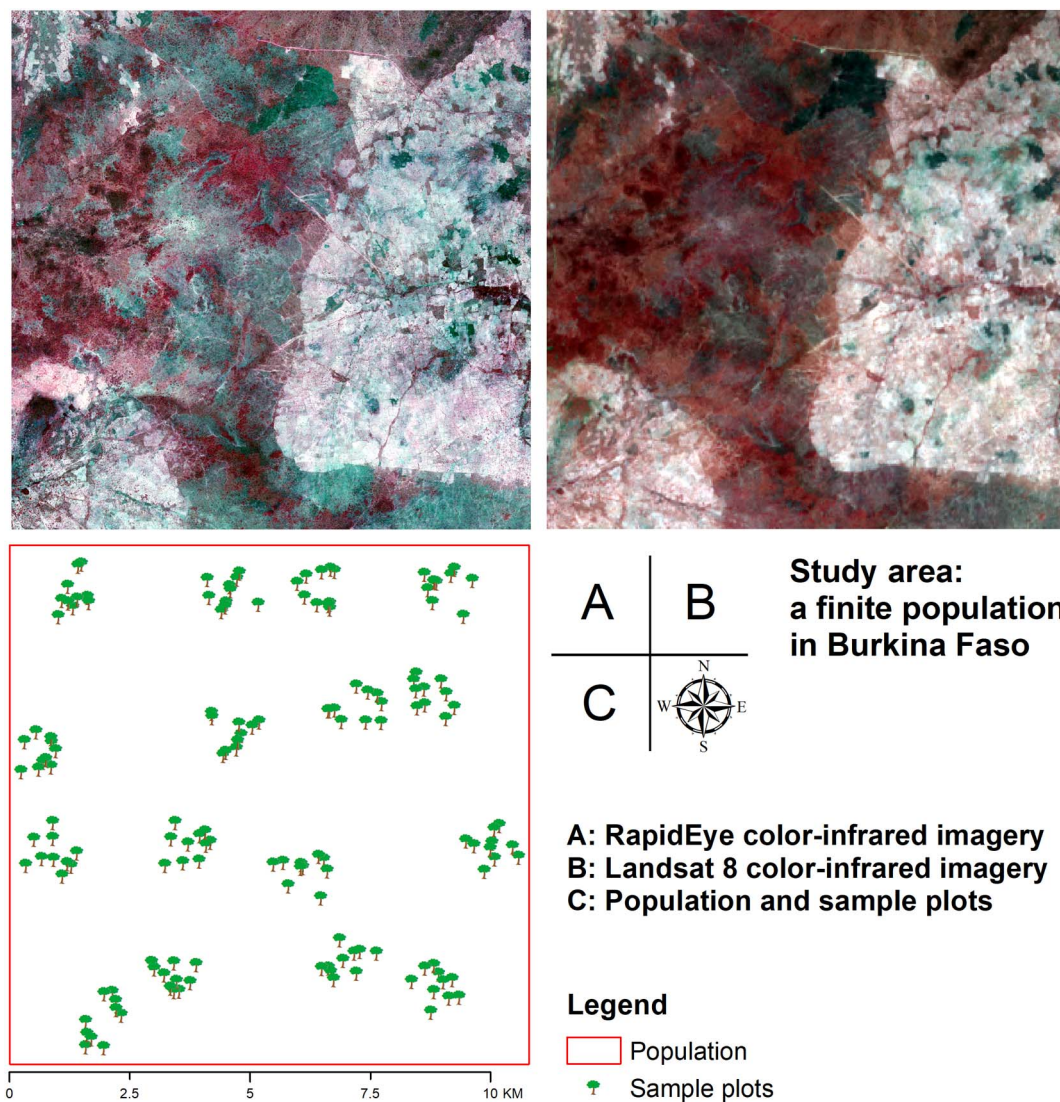 A
B
C
N
W
E
S
Study area:
a finite population
in Burkina Faso
A: RapidEye color-infrared imagery
B: Landsat 8 color-infrared imagery
C: Population and sample plots
Legend
Population
Sample plots
0 2.5 5 7.5 10 KM